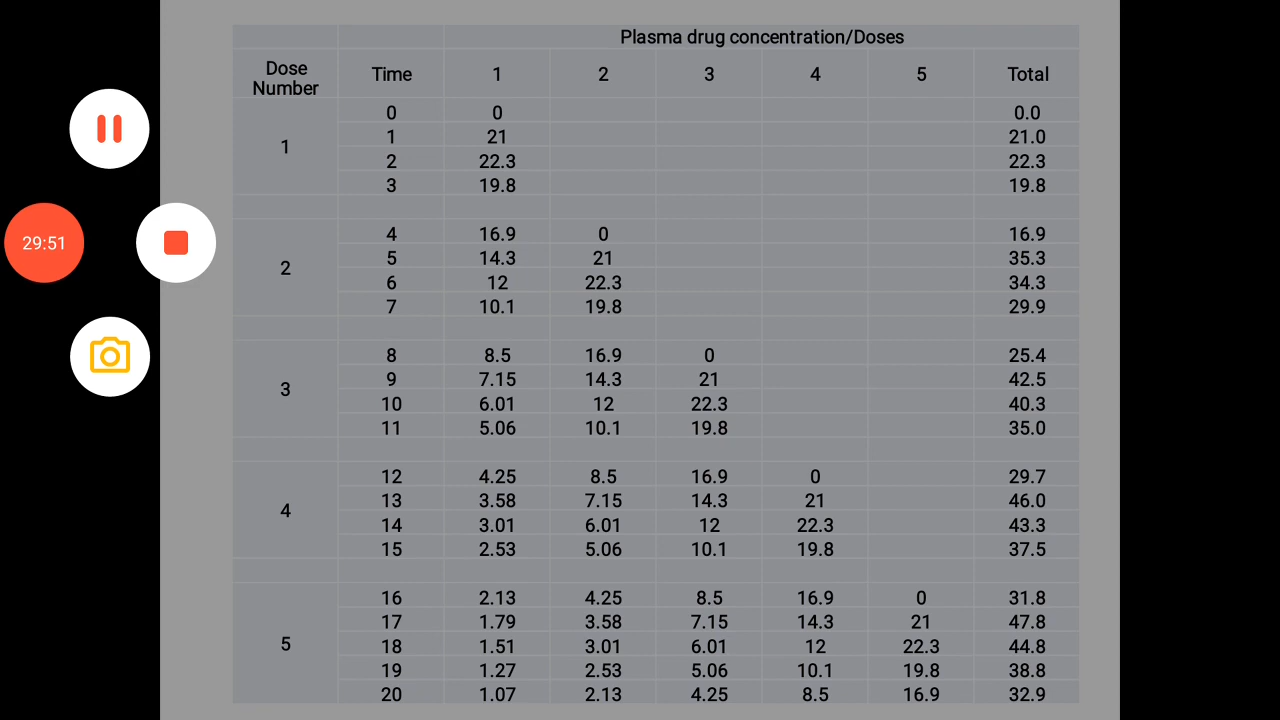 Plasma drug concentration/Doses
Dose Number Time 1 2 3 4 5 Total
1
0 0 0.0
1 21 21.0
2 22.3 22.3
3 19.8 19.8
2
4 16.9 0 16.9
5 14.3 21 35.3
6 12 22.3 34.3
7 10.1 19.8 29.9
3
8 8.5 16.9 0 25.4
9 7.15 14.3 21 42.5
10 6.01 12 22.3 40.3
11 5.06 10.1 19.8 35.0
4
12 4.25 8.5 16.9 0 29.7
13 3.58 7.15 14.3 21 46.0
14 3.01 6.01 12 22.3 43.3
15 2.53 5.06 10.1 19.8 37.5
5
16 2.13 4.25 8.5 16.9 0 31.8
17 1.79 3.58 7.15 14.3 21 47.8
18 1.51 3.01 6.01 12 22.3 44.8
19 1.27 2.53 5.06 10.1 19.8 38.8
20 1.07 2.13 4.25 8.5 16.9 32.9
29:51